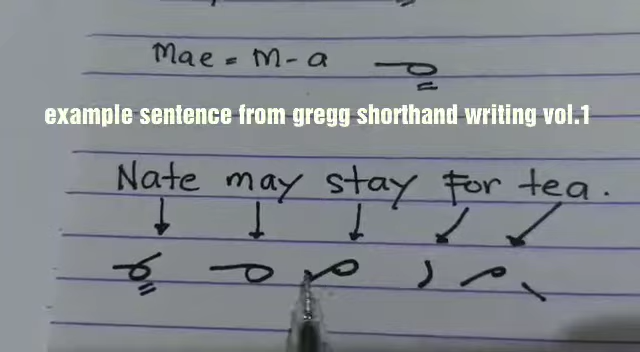 Mae = m-a
example sentence from gregg shorthand writing vol.1
Nate may stay For tea.